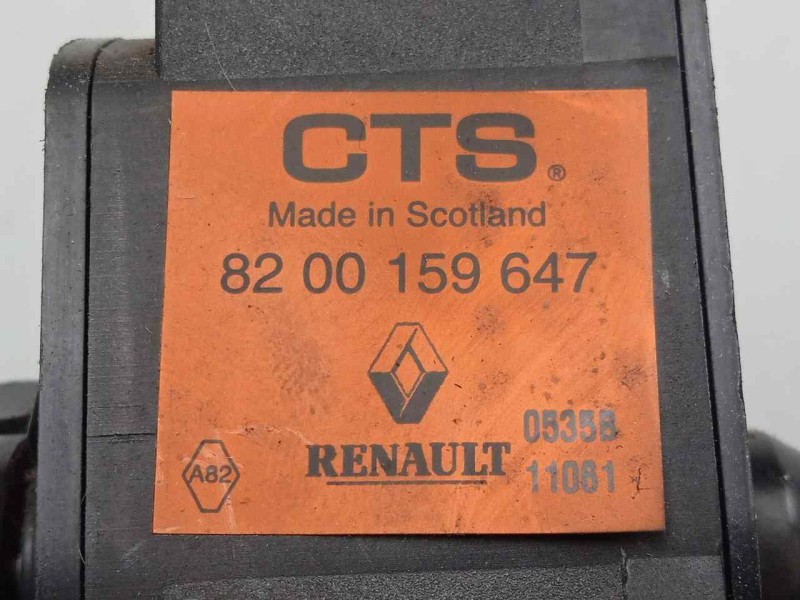 CTS®
Made in Scotland
82 00 159 647
RENAULT
A82
05358
11061